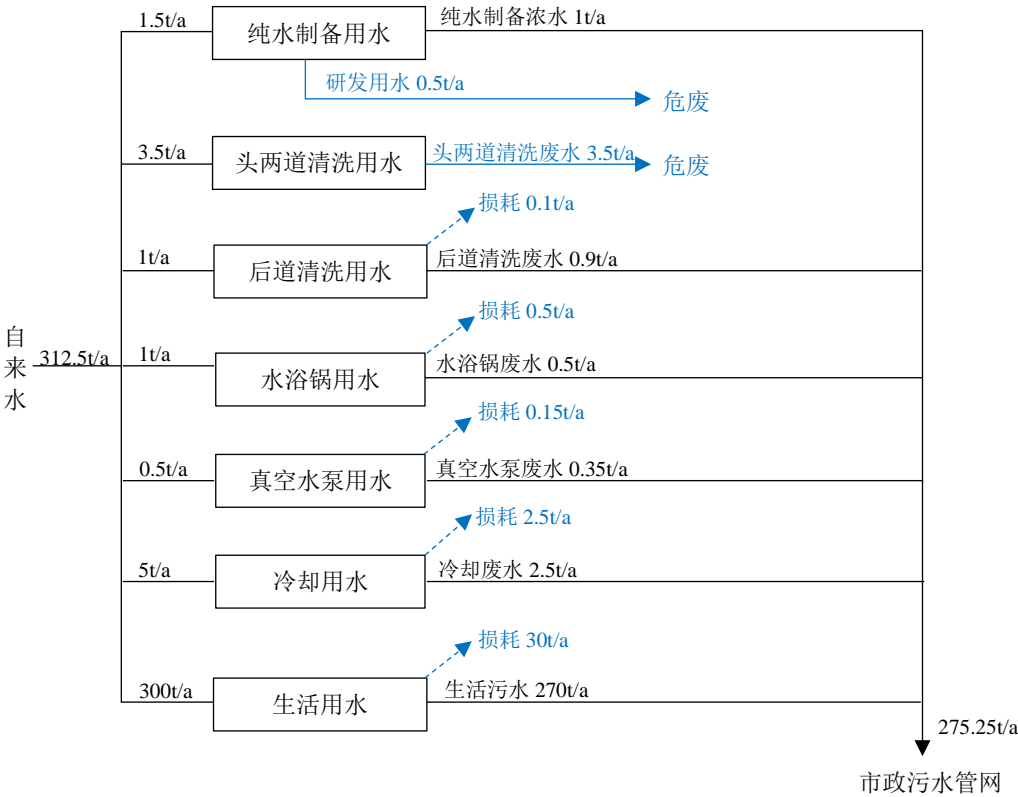 1.5t/a
纯水制备用水
纯水制备浓水 1t/a
研发用水 0.5t/a
危废
3.5t/a
头两道清洗用水
头两道清洗废水 3.5t/a
危废
损耗 0.1t/a
1t/a
后道清洗用水
后道清洗废水 0.9t/a
损耗 0.5t/a
自来水
312.5t/a
1t/a
水浴锅用水
水浴锅废水 0.5t/a
损耗 0.15t/a
0.5t/a
真空水泵用水
真空水泵废水 0.35t/a
损耗 2.5t/a
5t/a
冷却用水
冷却废水 2.5t/a
损耗 30t/a
300t/a
生活用水
生活污水 270t/a
275.25t/a
市政污水管网